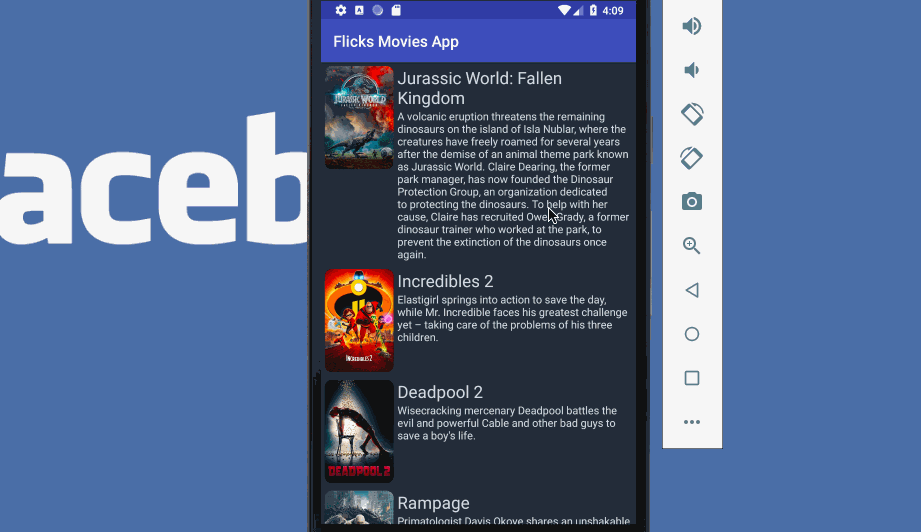 4:09
Flicks Movies App
aceb
JURASSIC WORLD
Jurassic World: Fallen
Kingdom
A volcanic eruption threatens the remaining
dinosaurs on the island of Isla Nublar, where the
creatures have freely roamed for several years
after the demise of an animal theme park known
as Jurassic World. Claire Dearing, the former
park manager, has now founded the Dinosaur
Protection Group, an organization dedicated
to protecting the dinosaurs. To help with her
cause, Claire has recruited Owen Grady, a former
dinosaur trainer who worked at the park, to
prevent the extinction of the dinosaurs once
again.
INCREDIBLES 2
Incredibles 2
Elastigirl springs into action to save the day,
while Mr. Incredible faces his greatest challenge
yet – taking care of the problems of his three
children.
DEADPOOL 2
Deadpool 2
Wisecracking mercenary Deadpool battles the
evil and powerful Cable and other bad guys to
save a boy's life.
Rampage
Primatologist Davis Okoye shares an unshakable